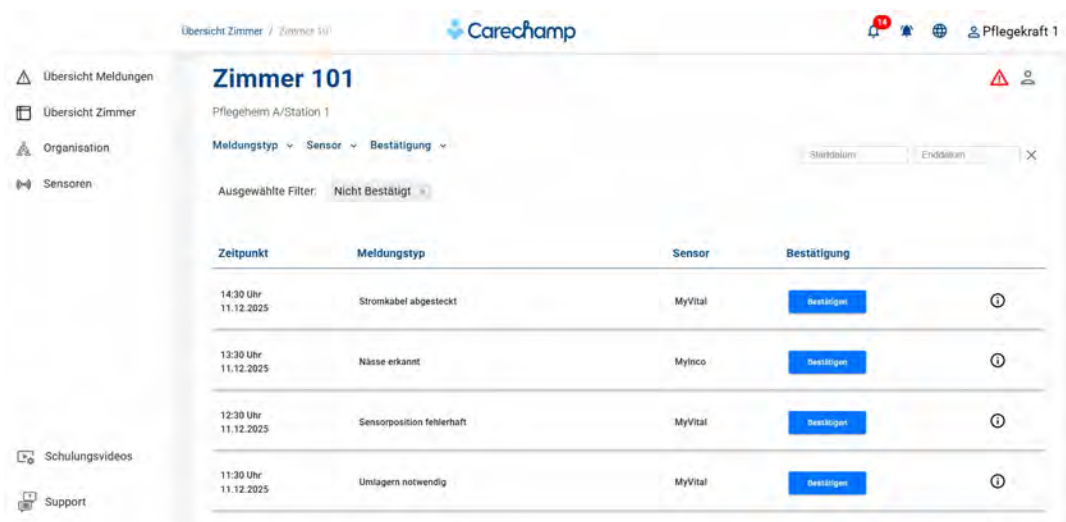 Übersicht Zimmer / Zimmer 101
Carechamp
14
Pflegekraft 1
Übersicht Meldungen
Übersicht Zimmer
Organisation
Sensoren
Schulungsvideos
Support
Zimmer 101
Pflegeheim A/Station 1
Meldungstyp Sensor Bestätigung
Startdatum Enddatum
Ausgewählte Filter: Nicht Bestätigt
Zeitpunkt Meldungstyp Sensor Bestätigung
14:30 Uhr
11.12.2025
Stromkabel abgesteckt MyVital Bestätigen
13:30 Uhr
11.12.2025
Nässe erkannt MyInco Bestätigen
12:30 Uhr
11.12.2025
Sensorposition fehlerhaft MyVital Bestätigen
11:30 Uhr
11.12.2025
Umlagern notwendig MyVital Bestätigen